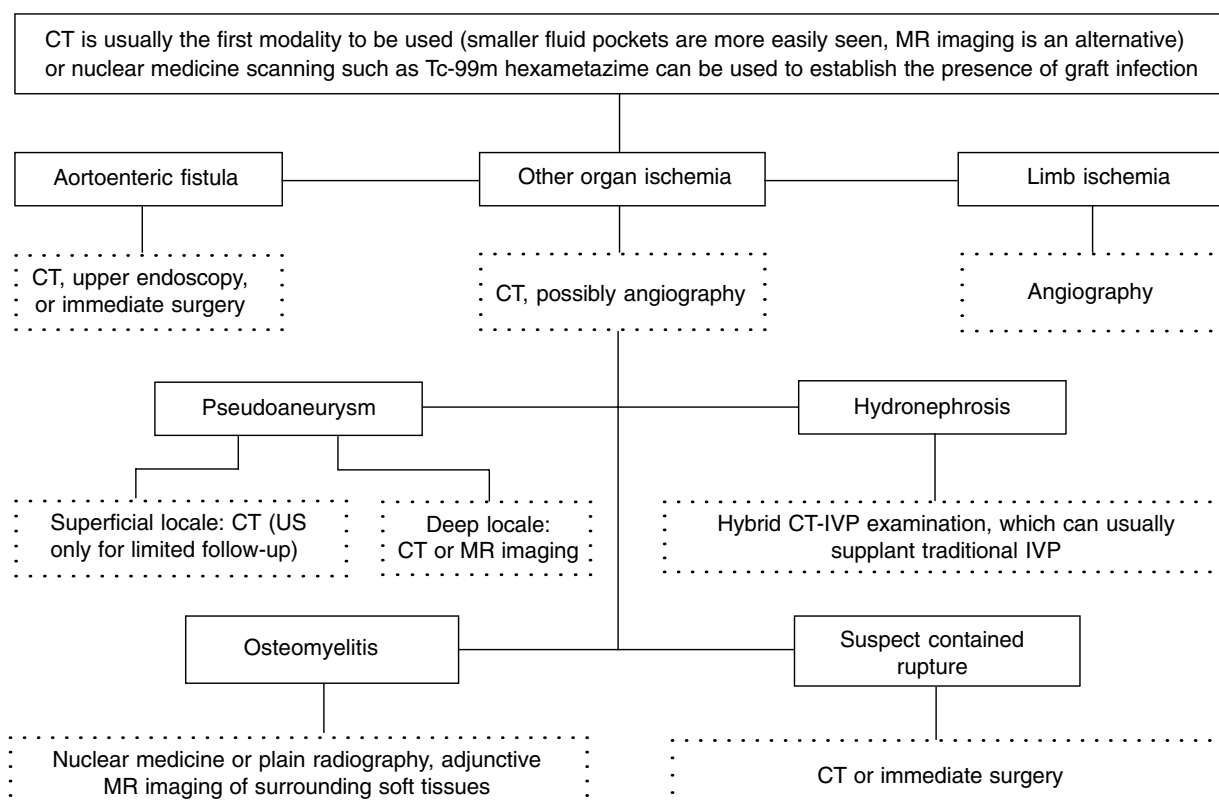 CT is usually the first modality to be used (smaller fluid pockets are more easily seen, MR imaging is an alternative)
or nuclear medicine scanning such as Tc-99m hexametazime can be used to establish the presence of graft infection
Aortoenteric fistula
Other organ ischemia
Limb ischemia
CT, upper endoscopy,
or immediate surgery
CT, possibly angiography
Angiography
Pseudoaneurysm
Hydronephrosis
Superficial locale: CT (US
only for limited follow-up)
Deep locale:
CT or MR imaging
Hybrid CT-IVP examination, which can usually
supplant traditional IVP
Osteomyelitis
Suspect contained
rupture
Nuclear medicine or plain radiography, adjunctive
MR imaging of surrounding soft tissues
CT or immediate surgery